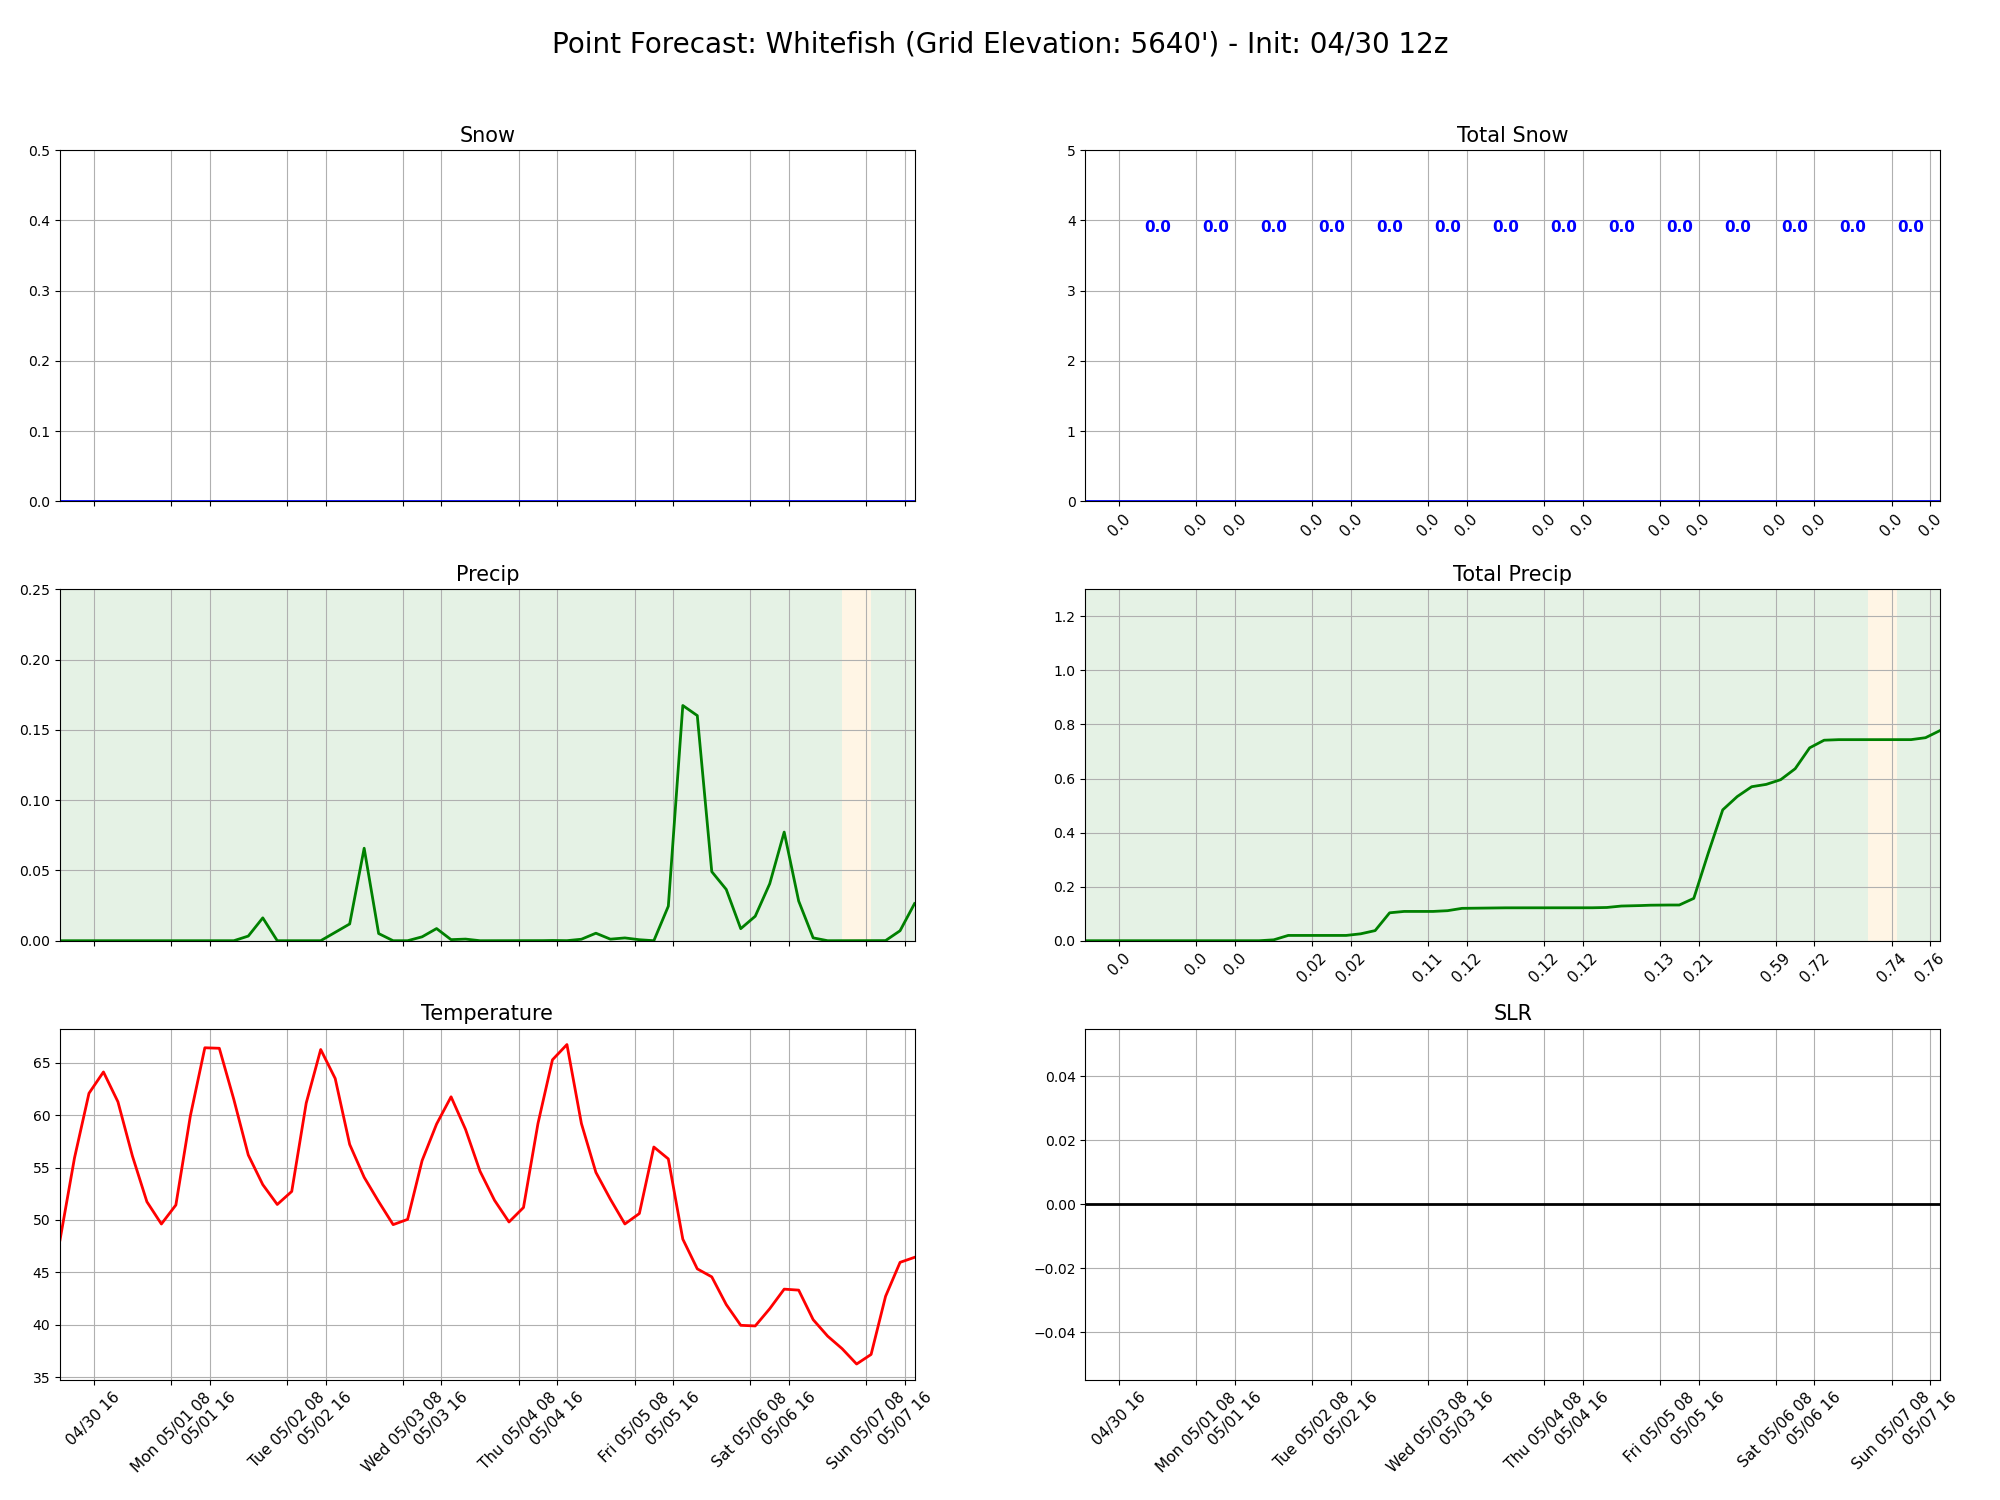 Point Forecast: Whitefish (Grid Elevation: 5640') - Init: 04/30 12z
Snow
0.5
0.4
0.3
0.2
0.1
0.0
Total Snow
5
4
3
2
1
0
0.0 0.0 0.0 0.0 0.0 0.0 0.0 0.0 0.0 0.0 0.0 0.0 0.0 0.0
0.0 0.0 0.0 0.0 0.0 0.0 0.0 0.0 0.0 0.0 0.0 0.0 0.0 0.0 0.0
Precip
0.25
0.20
0.15
0.10
0.05
0.00
Total Precip
1.2
1.0
0.8
0.6
0.4
0.2
0.0
0.0 0.0 0.0 0.02 0.02 0.11 0.12 0.12 0.12 0.13 0.21 0.59 0.72 0.74 0.76
Temperature
65
60
55
50
45
40
35
04/30 16
Mon 05/01 08
05/01 16
Tue 05/02 08
05/02 16
Wed 05/03 08
05/03 16
Thu 05/04 08
05/04 16
Fri 05/05 08
05/05 16
Sat 05/06 08
05/06 16
Sun 05/07 08
05/07 16
SLR
0.04
0.02
0.00
−0.02
−0.04
04/30 16
Mon 05/01 08
05/01 16
Tue 05/02 08
05/02 16
Wed 05/03 08
05/03 16
Thu 05/04 08
05/04 16
Fri 05/05 08
05/05 16
Sat 05/06 08
05/06 16
Sun 05/07 08
05/07 16